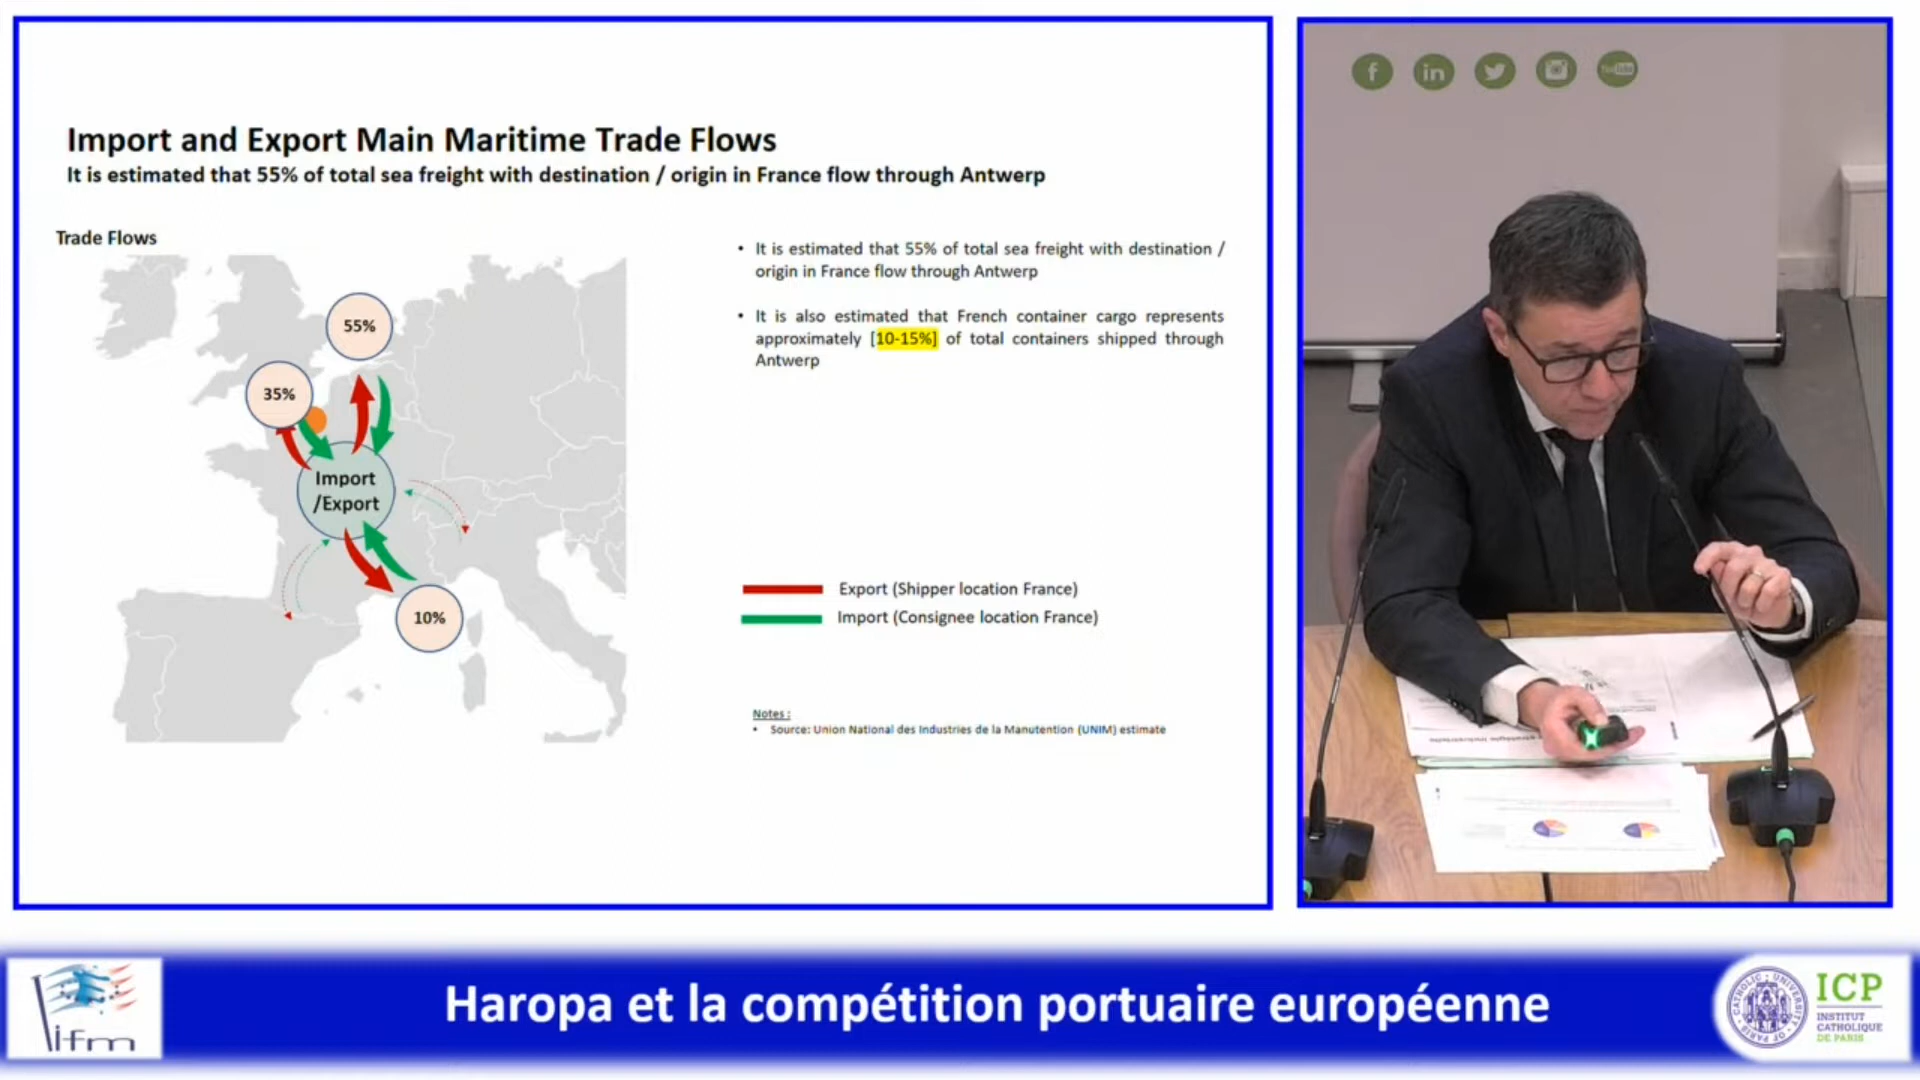 Import and Export Main Maritime Trade Flows
It is estimated that 55% of total sea freight with destination / origin in France flow through Antwerp
Trade Flows
55%
35%
Import
/Export
10%
• It is estimated that 55% of total sea freight with destination /
origin in France flow through Antwerp
• It is also estimated that French container cargo represents
approximately [10-15%] of total containers shipped through
Antwerp
Export (Shipper location France)
Import (Consignee location France)
Notes :
• Source: Union National des Industries de la Manutention (UNIM) estimate
f
in
YouTube
Haropa et la compétition portuaire européenne
ifm
ICP
INSTITUT
CATHOLIQUE
DE PARIS